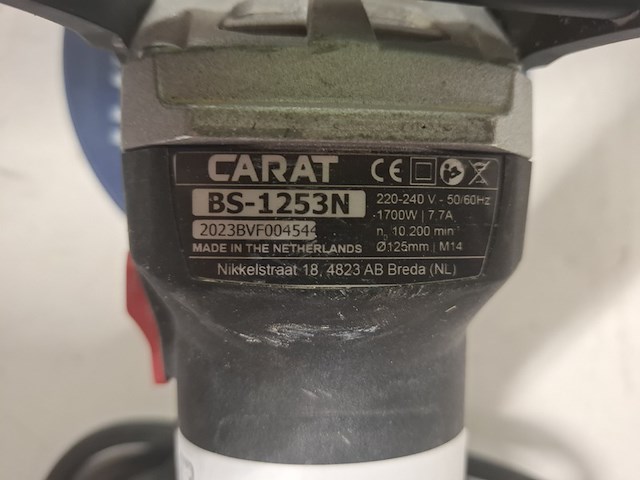 CARAT CE
BS-1253N
2023BVF004544
MADE IN THE NETHERLANDS
220-240 V - 50/60Hz
1700W | 7.7A
n. 10.200 min⁻
Ø125mm | M14
Nikkelstraat 18, 4823 AB Breda (NL)